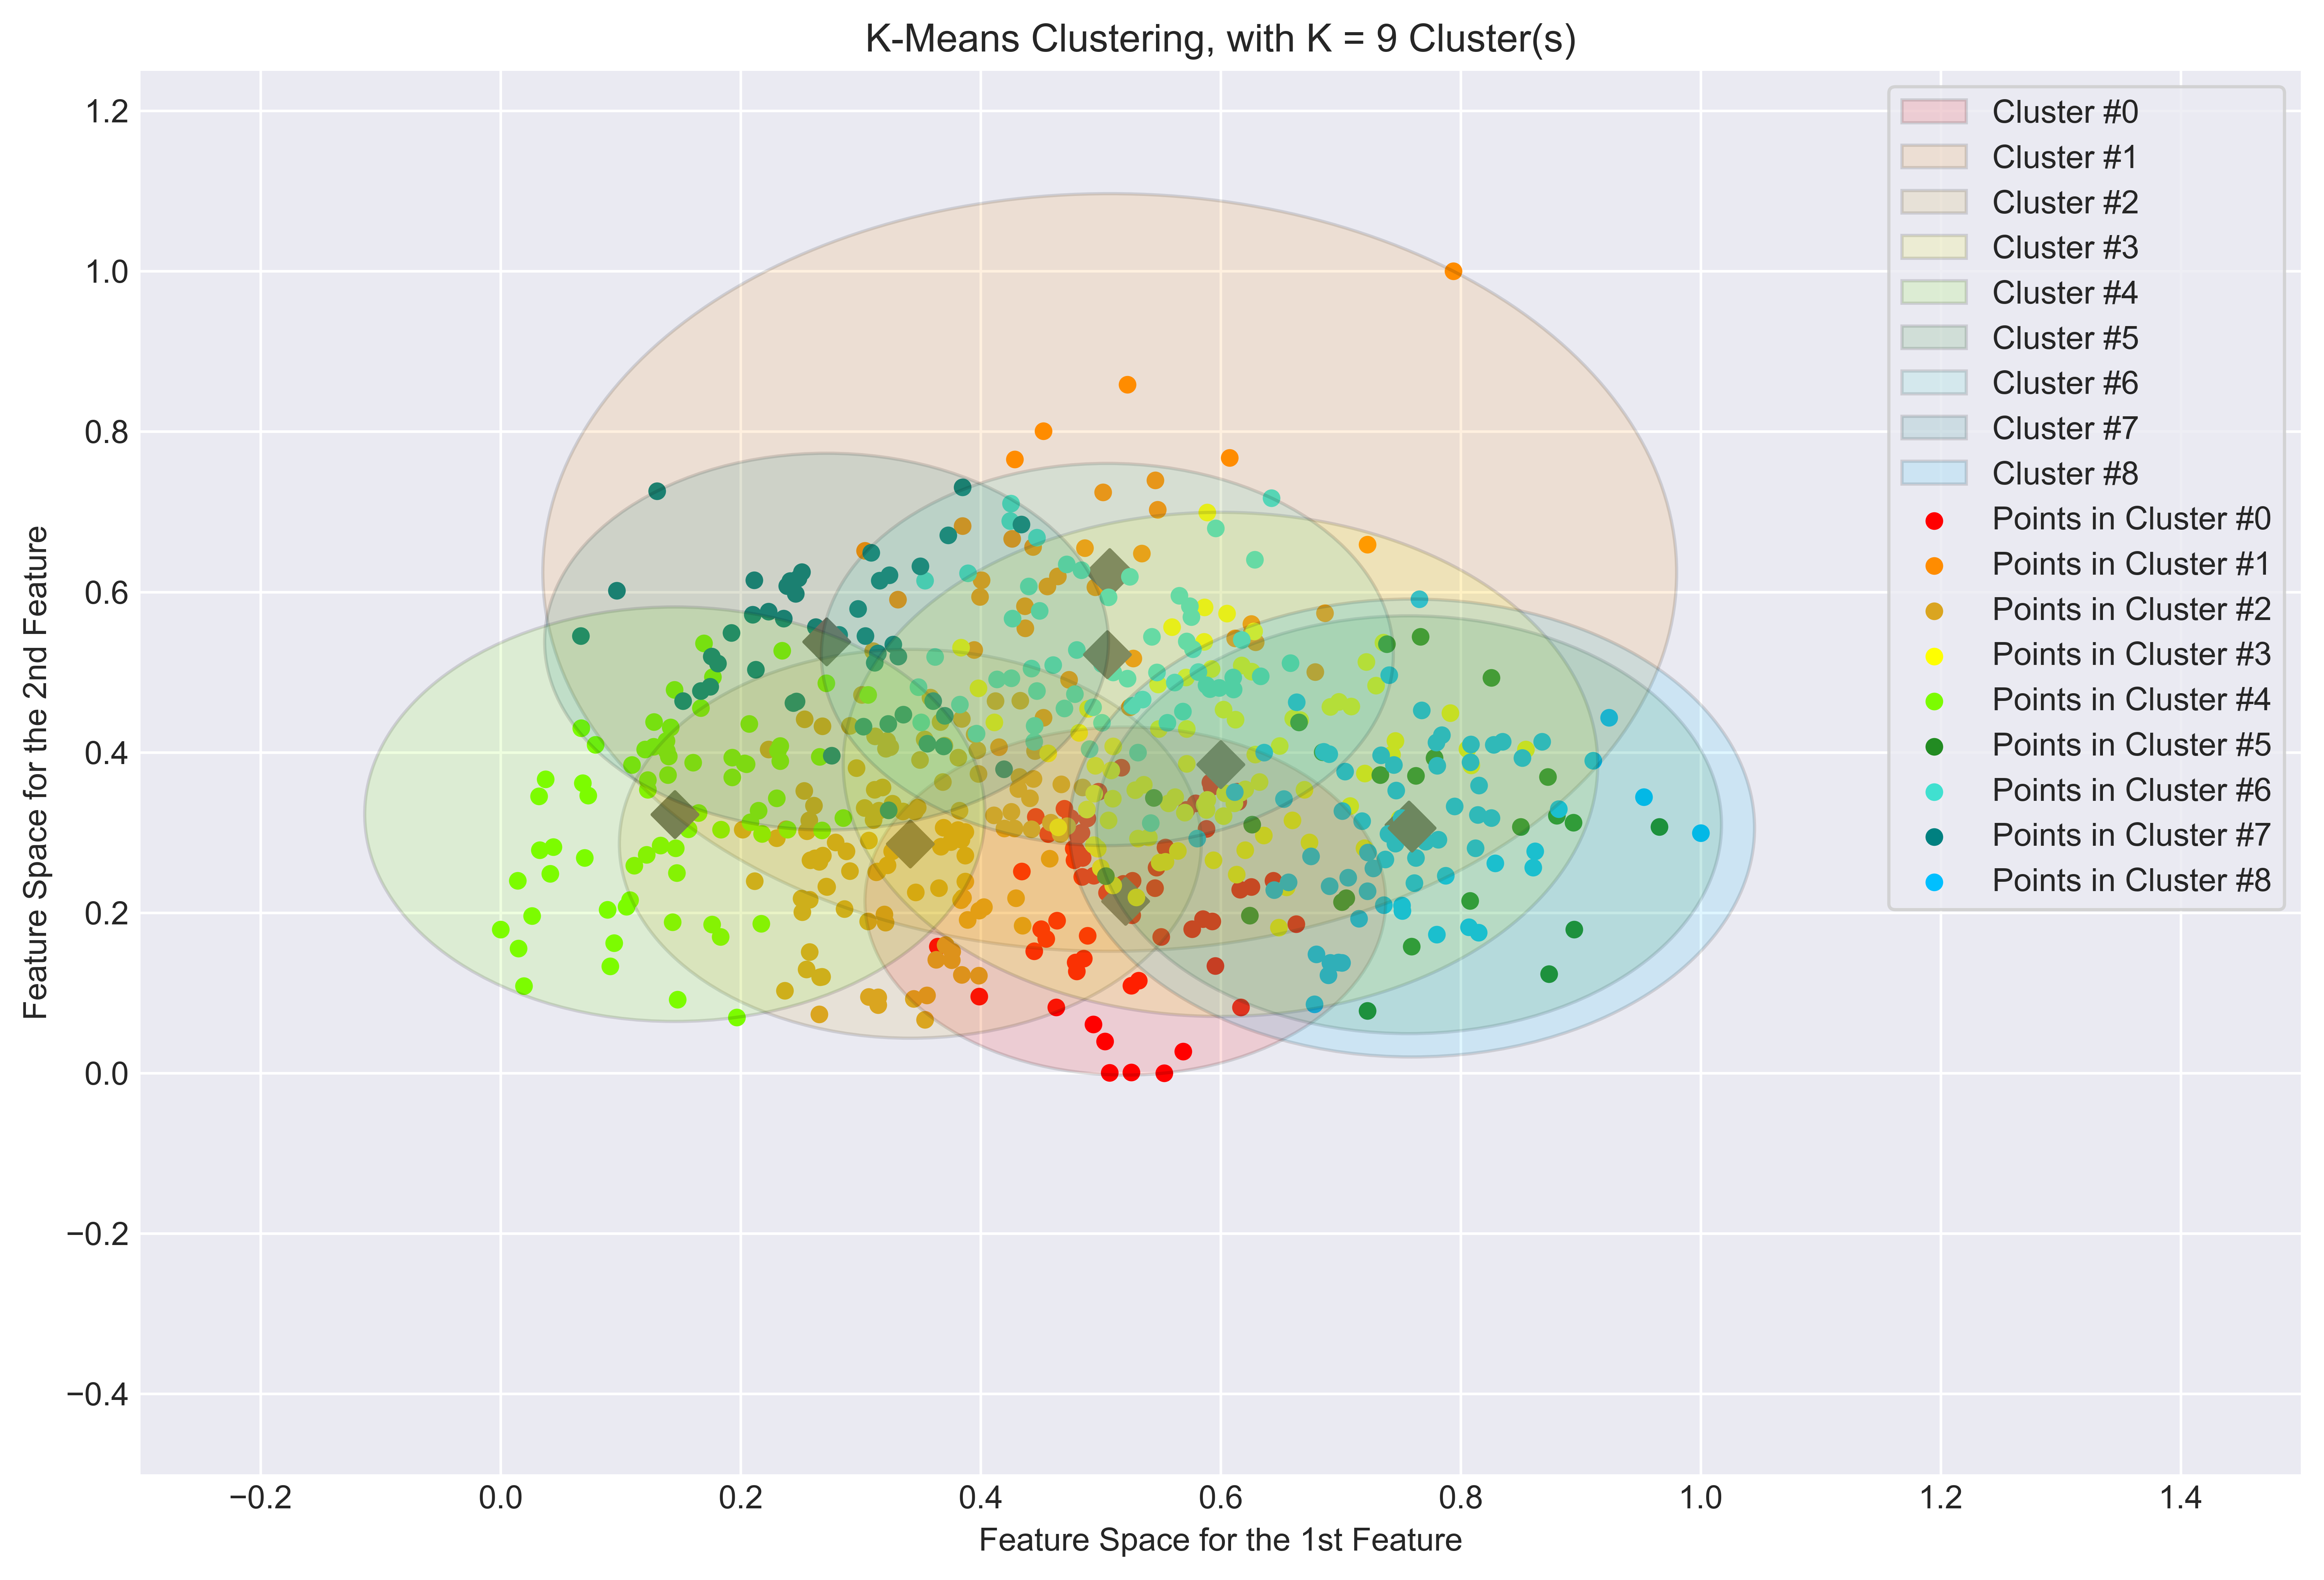 K-Means Clustering, with K = 9 Cluster(s)
1.2
1.0
0.8
0.6
0.4
0.2
0.0
−0.2
−0.4
Feature Space for the 2nd Feature
−0.2
0.0
0.2
0.4
0.6
0.8
1.0
1.2
1.4
Feature Space for the 1st Feature
Cluster #0
Cluster #1
Cluster #2
Cluster #3
Cluster #4
Cluster #5
Cluster #6
Cluster #7
Cluster #8
Points in Cluster #0
Points in Cluster #1
Points in Cluster #2
Points in Cluster #3
Points in Cluster #4
Points in Cluster #5
Points in Cluster #6
Points in Cluster #7
Points in Cluster #8